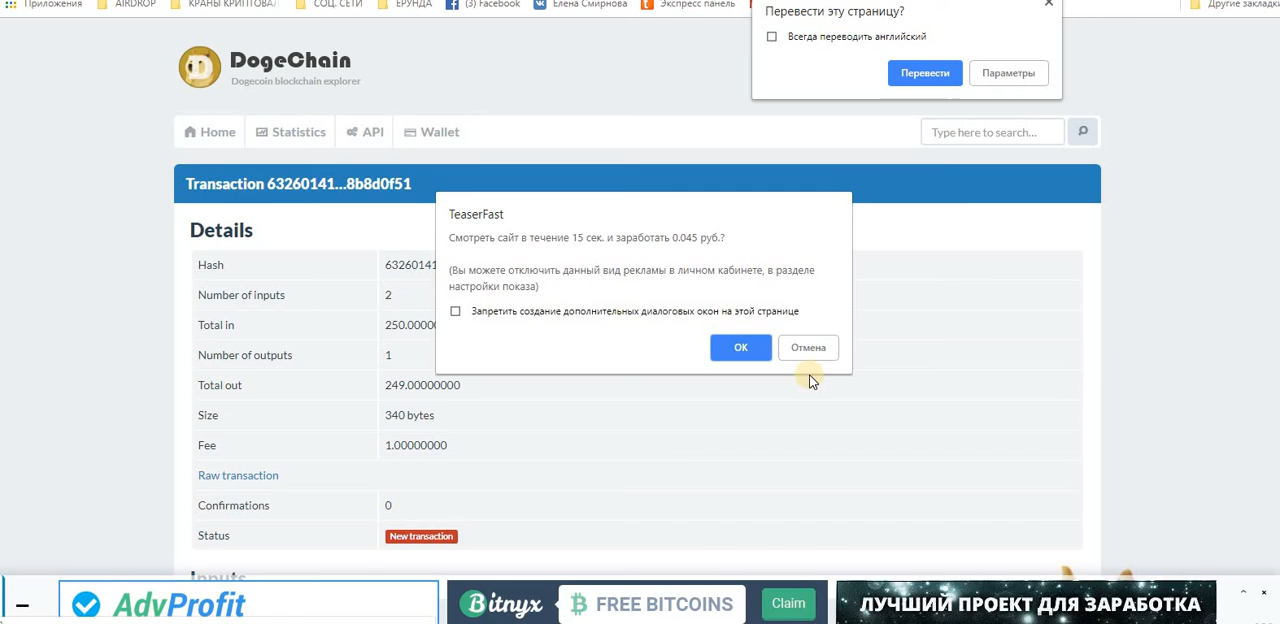 Приложения
AIRDROP
КРАНЫ КРИПТОВАЛ
СОЦ. СЕТИ
ЕРУНДА
(3) Facebook
Елена Смирнова
Экспресс панель
Другие закладки
Перевести эту страницу?
Всегда переводить английский
Перевести
Параметры
DogeChain
Dogecoin blockchain explorer
Home
Statistics
API
Wallet
Type here to search...
Transaction 63260141...8b8d0f51
Details
Hash
63260141
Number of inputs
2
Total in
250.0000
Number of outputs
1
Total out
249.00000000
Size
340 bytes
Fee
1.00000000
Raw transaction
Confirmations
0
Status
New transaction
Inputs
TeaserFast
Смотреть сайт в течение 15 сек. и заработать 0.045 руб.?
(Вы можете отключить данный вид рекламы в личном кабинете, в разделе
настройки показа)
Запретить создание дополнительных диалоговых окон на этой странице
OK
Отмена
AdvProfit
Bitnyx
FREE BITCOINS
Claim
ЛУЧШИЙ ПРОЕКТ ДЛЯ ЗАРАБОТКА